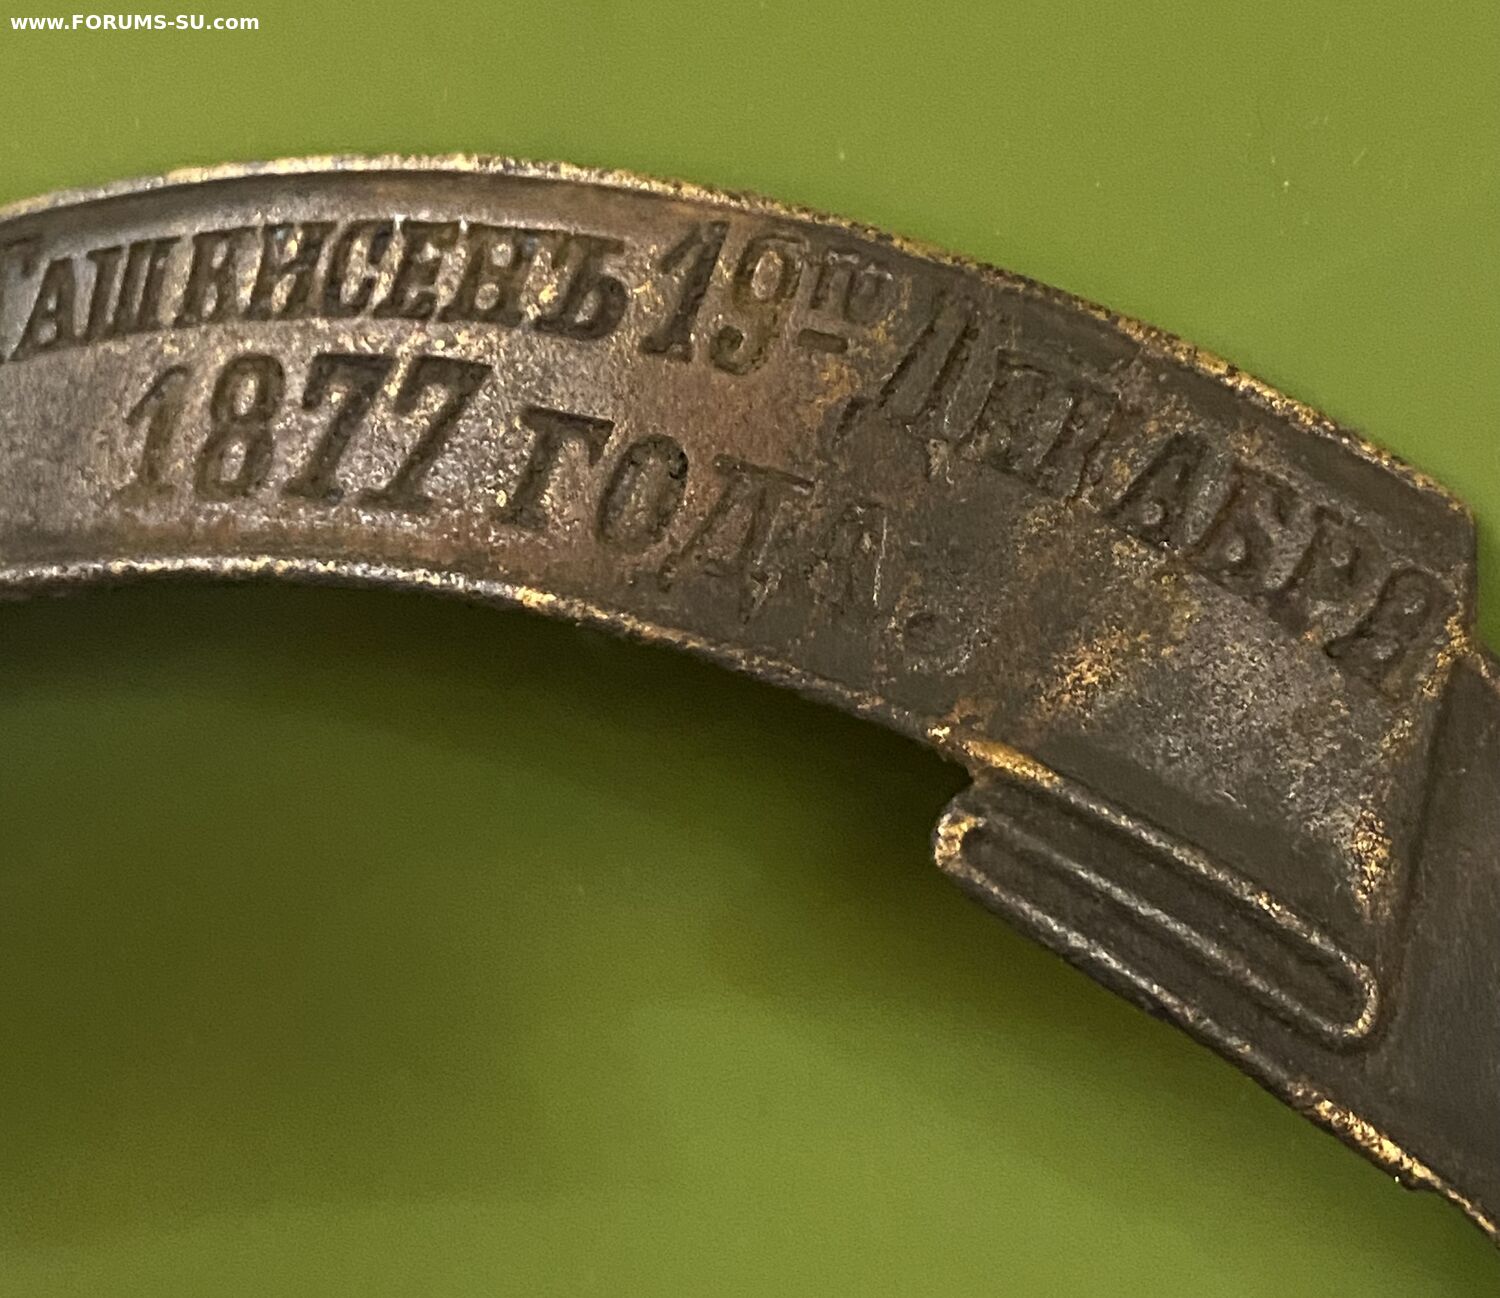 www.FORUMS-SU.com
ТАШКИСЕНЪ 19го ДЕКАБРЯ
1877 ГОДА.